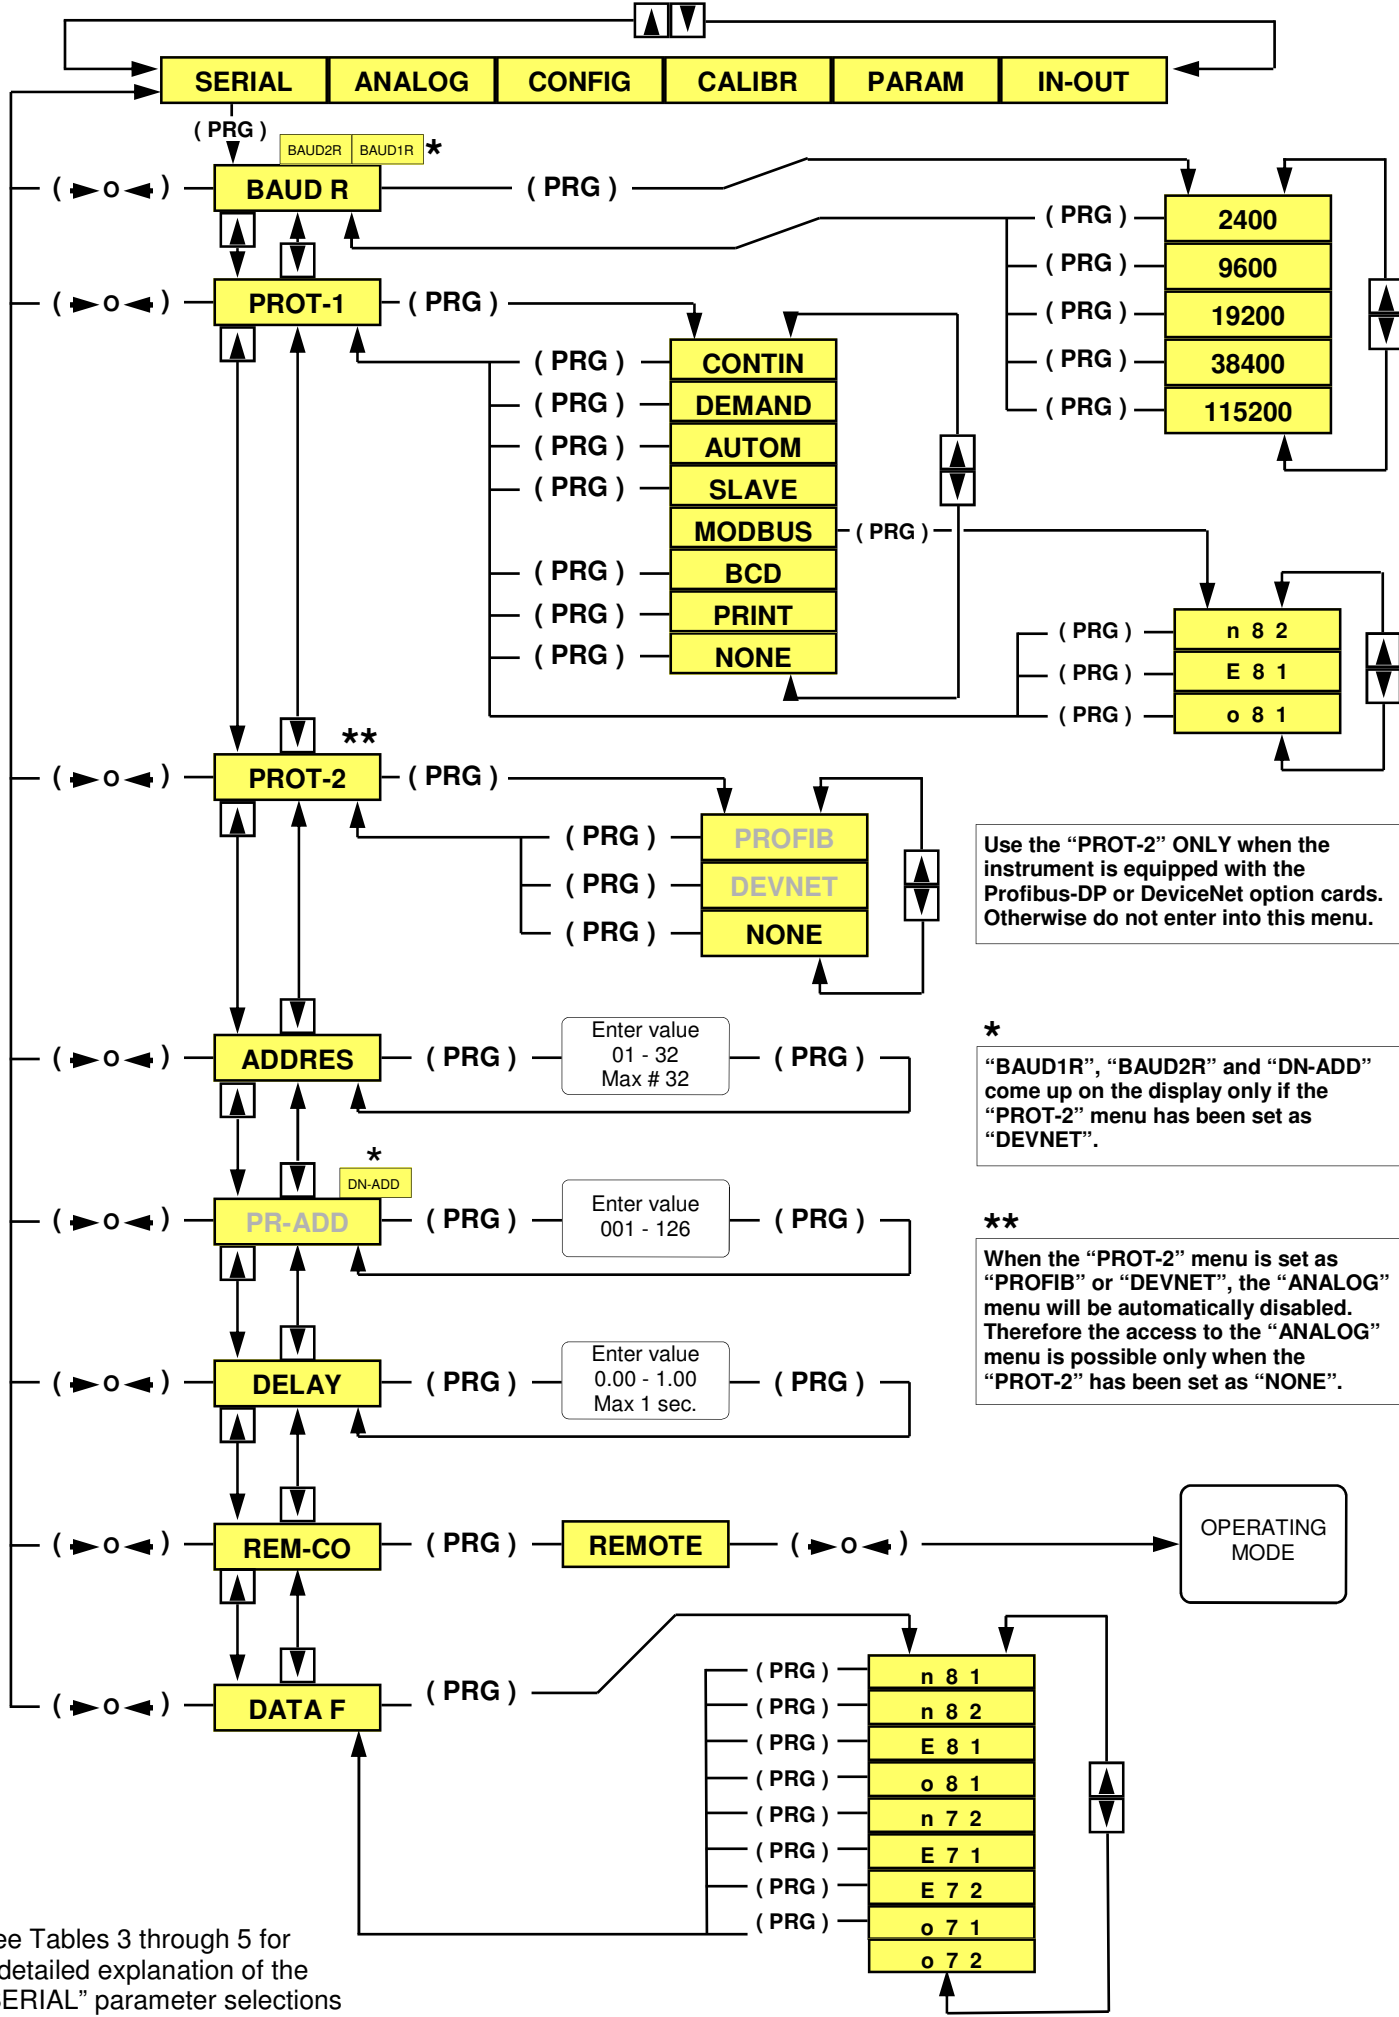 SERIAL ANALOG CONFIG CALIBR PARAM IN-OUT
( PRG )
BAUD2R BAUD1R *
( o ) BAUD R ( PRG )
( PRG ) 2400
( PRG ) 9600
( PRG ) 19200
( PRG ) 38400
( PRG ) 115200
( o ) PROT-1 ( PRG )
( PRG ) CONTIN
( PRG ) DEMAND
( PRG ) AUTOM
( PRG ) SLAVE
MODBUS ( PRG )
( PRG ) BCD
( PRG ) PRINT
( PRG ) NONE
( PRG ) n 8 2
( PRG ) E 8 1
( PRG ) o 8 1
**
( o ) PROT-2 ( PRG )
( PRG ) PROFIB
( PRG ) DEVNET
( PRG ) NONE
Use the “PROT-2” ONLY when the
instrument is equipped with the
Profibus-DP or DeviceNet option cards.
Otherwise do not enter into this menu.
( o ) ADDRES ( PRG )
Enter value
01 - 32
Max # 32
( PRG )
*
“BAUD1R”, “BAUD2R” and “DN-ADD”
come up on the display only if the
“PROT-2” menu has been set as
“DEVNET”.
*
DN-ADD
( o ) PR-ADD ( PRG )
Enter value
001 - 126
( PRG )
**
When the “PROT-2” menu is set as
“PROFIB” or “DEVNET”, the “ANALOG”
menu will be automatically disabled.
Therefore the access to the “ANALOG”
menu is possible only when the
“PROT-2” has been set as “NONE”.
( o ) DELAY ( PRG )
Enter value
0.00 - 1.00
Max 1 sec.
( PRG )
( o ) REM-CO ( PRG ) REMOTE ( o )
OPERATING
MODE
( o ) DATA F ( PRG )
( PRG ) n 8 1
( PRG ) n 8 2
( PRG ) E 8 1
( PRG ) o 8 1
( PRG ) n 7 2
( PRG ) E 7 1
( PRG ) E 7 2
( PRG ) o 7 1
o 7 2
ee Tables 3 through 5 for
detailed explanation of the
SERIAL” parameter selections